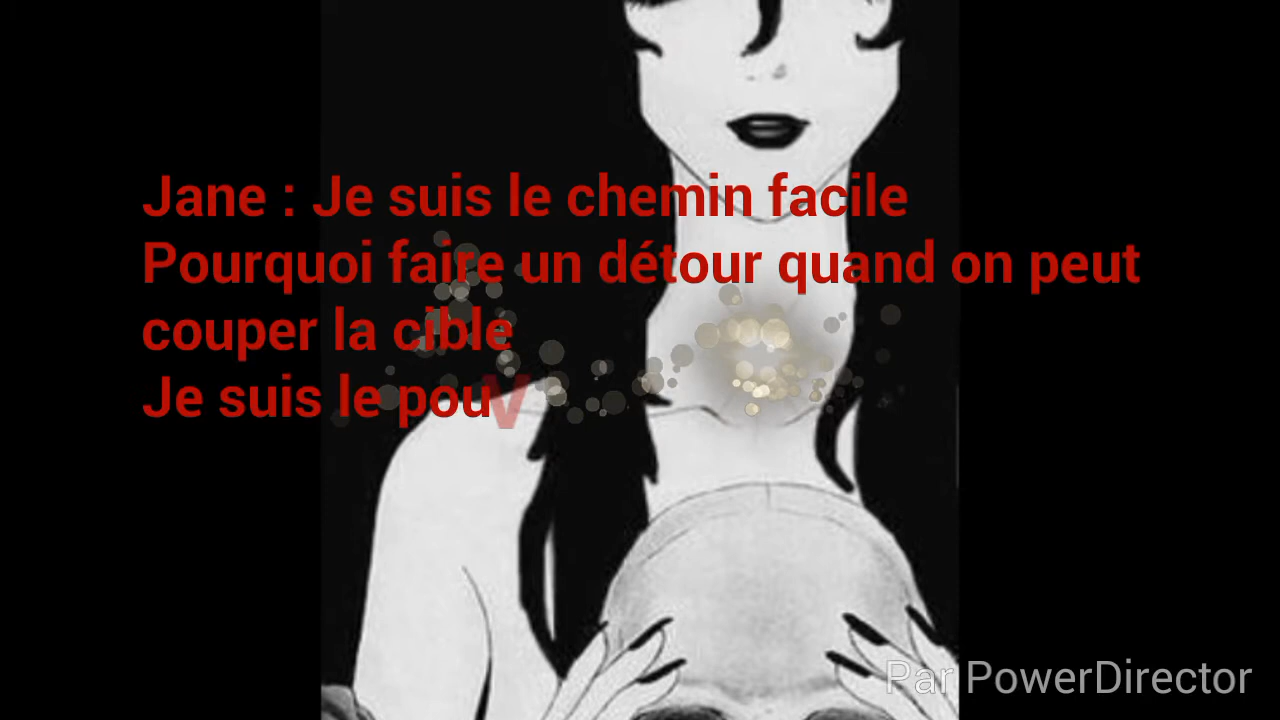 Jane : Je suis le chemin facile
Pourquoi faire un détour quand on peut
couper la cible
Je suis le pouv
Par PowerDirector